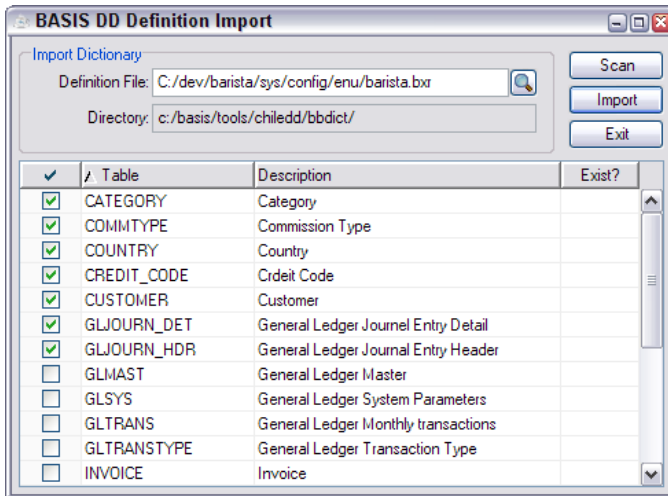 BASIS DD Definition Import
Import Dictionary
Definition File: C:/dev/barista/sys/config/enu/barista.bxr
Directory: c:/basis/tools/chiledd/bbdict/
Scan
Import
Exit
Table Description Exist?
CATEGORY Category
COMMTYPE Commission Type
COUNTRY Country
CREDIT_CODE Crdeit Code
CUSTOMER Customer
GLJOURN_DET General Ledger Journel Entry Detail
GLJOURN_HDR General Ledger Journal Entry Header
GLMAST General Ledger Master
GLSYS General Ledger System Parameters
GLTRANS General Ledger Monthly transactions
GLTRANSTYPE General Ledger Transaction Type
INVOICE Invoice